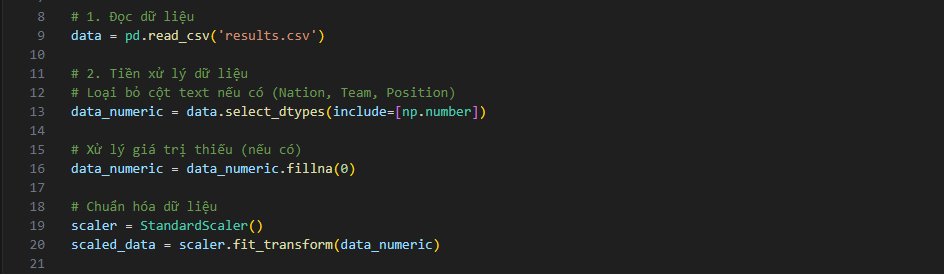 8 # 1. Đọc dữ liệu
9 data = pd.read_csv('results.csv')
10
11 # 2. Tiền xử lý dữ liệu
12 # Loại bỏ cột text nếu có (Nation, Team, Position)
13 data_numeric = data.select_dtypes(include=[np.number])
14
15 # Xử lý giá trị thiếu (nếu có)
16 data_numeric = data_numeric.fillna(0)
17
18 # Chuẩn hóa dữ liệu
19 scaler = StandardScaler()
20 scaled_data = scaler.fit_transform(data_numeric)
21